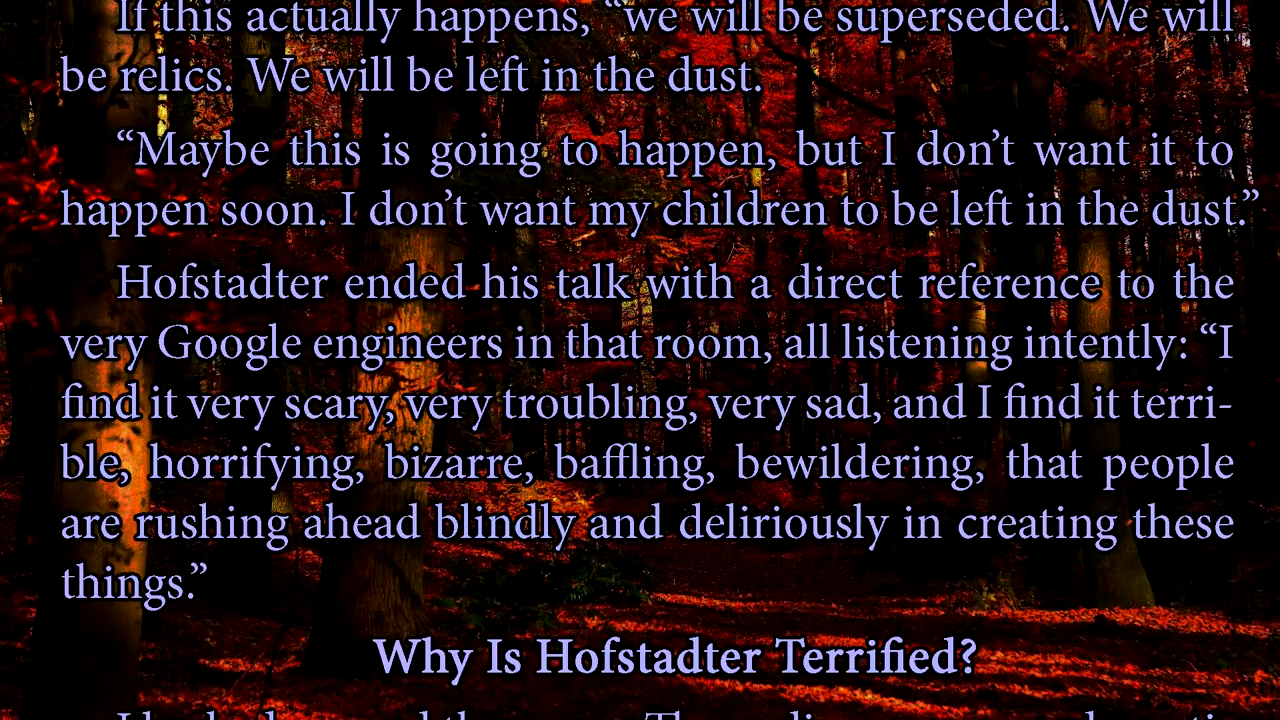 If this actually happens, “we will be superseded. We will
be relics. We will be left in the dust.
“Maybe this is going to happen, but I don’t want it to
happen soon. I don’t want my children to be left in the dust.”
Hofstadter ended his talk with a direct reference to the
very Google engineers in that room, all listening intently: “I
find it very scary, very troubling, very sad, and I find it terri-
ble, horrifying, bizarre, baffling, bewildering, that people
are rushing ahead blindly and deliriously in creating these
things.”
Why Is Hofstadter Terrified?